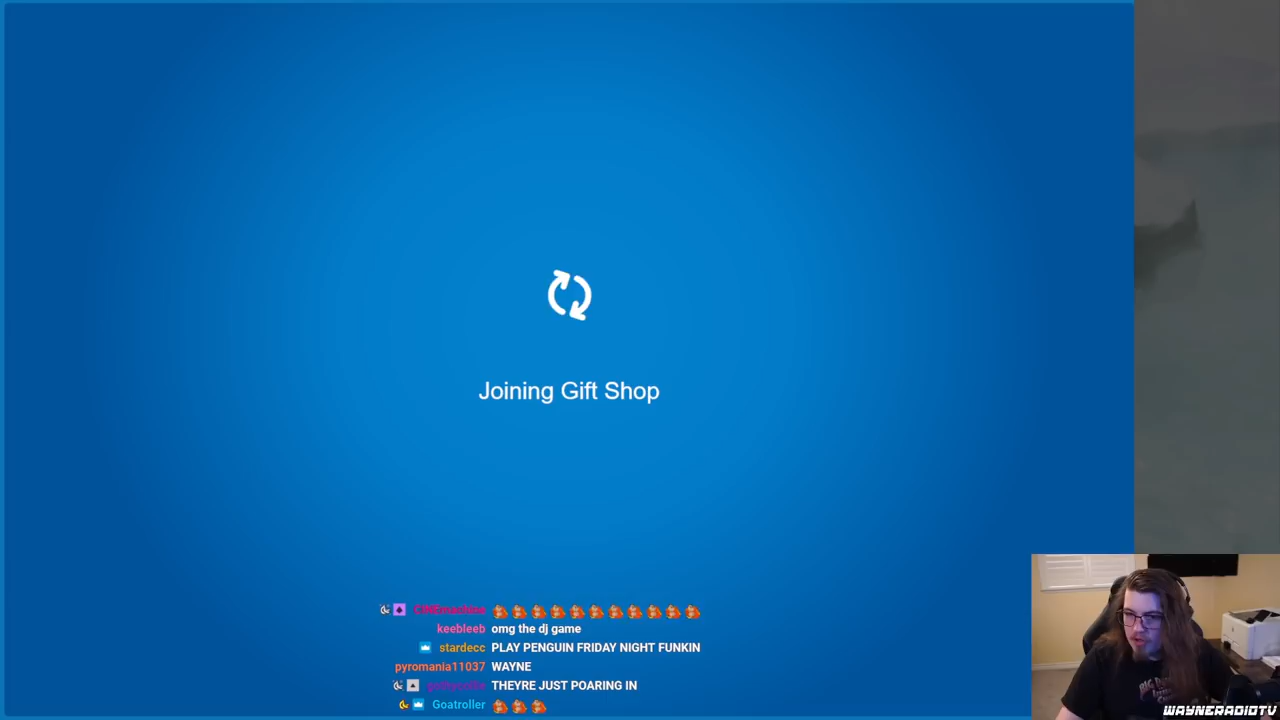 Joining Gift Shop
CINEmashine
keebleeb omg the dj game
stardecc PLAY PENGUIN FRIDAY NIGHT FUNKIN
pyromania11037 WAYNE
THEYRE JUST POARING IN
Goatroller
WAYNERADIOTV